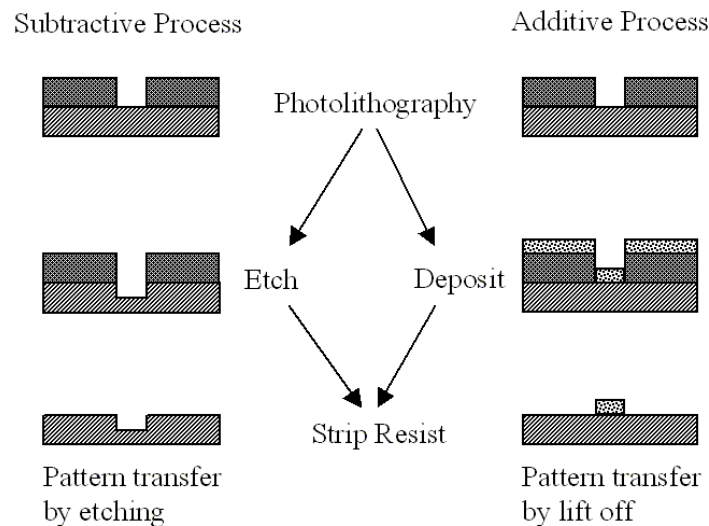 Subtractive Process
Additive Process
Photolithography
Etch
Deposit
Strip Resist
Pattern transfer
by etching
Pattern transfer
by lift off